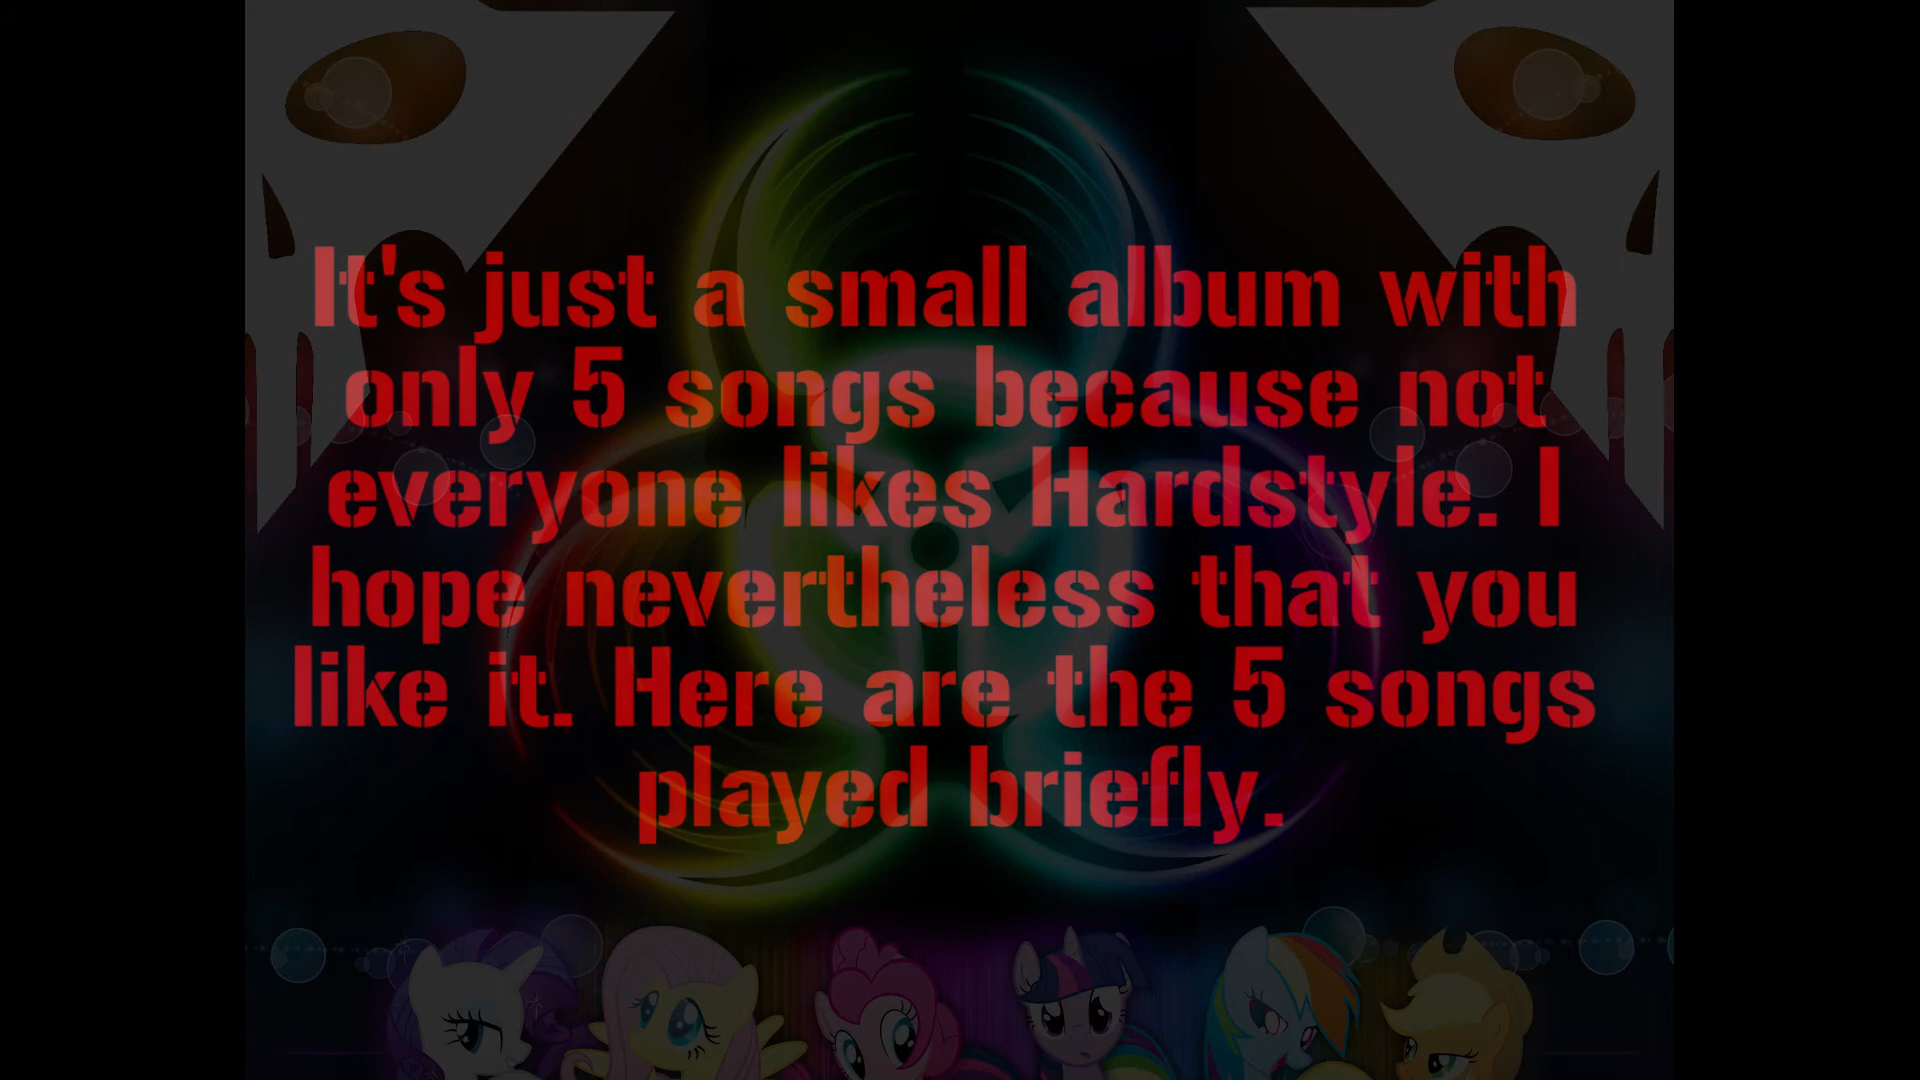 It's just a small album with
only 5 songs because not
everyone likes Hardstyle. I
hope nevertheless that you
like it. Here are the 5 songs
played briefly.